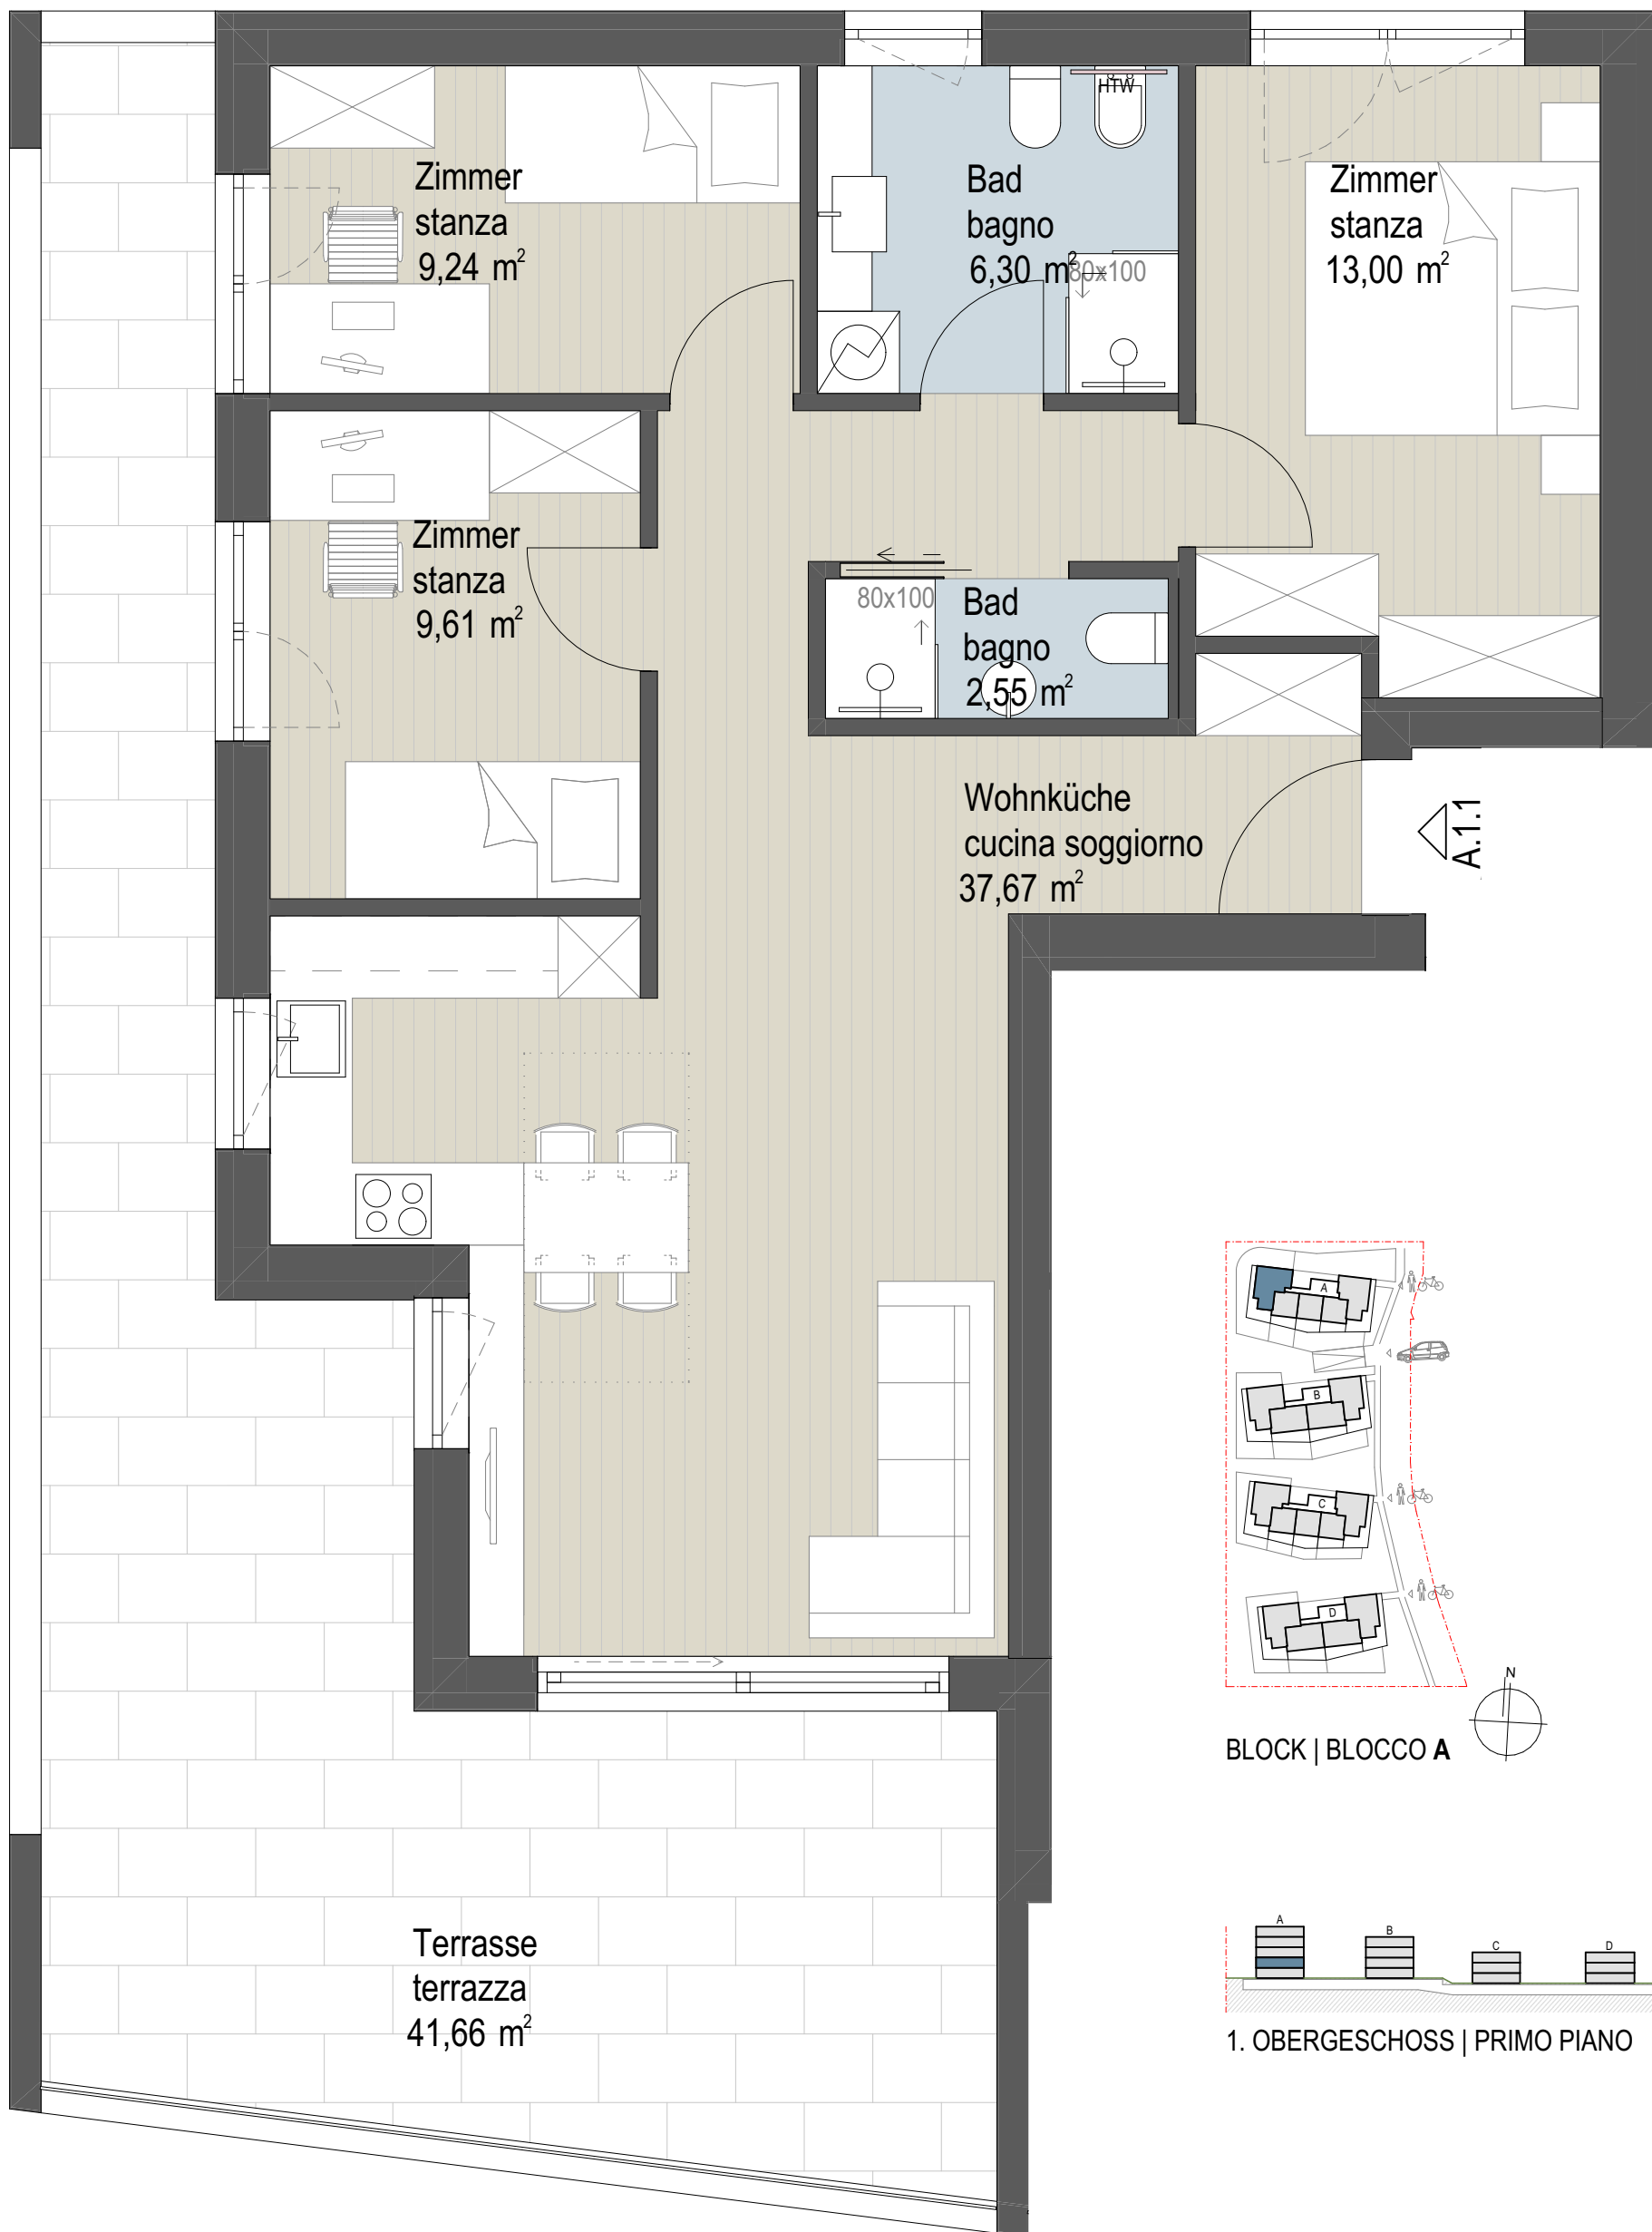 Zimmer
stanza
9,24 m²
Bad
bagno
6,30 m²
HTW
80x100
Zimmer
stanza
13,00 m²
Zimmer
stanza
9,61 m²
80x100
Bad
bagno
2,55 m²
Wohnküche
cucina soggiorno
37,67 m²
A.1.1
A
B
C
D
N
BLOCK | BLOCCO A
Terrasse
terrazza
41,66 m²
A
B
C
D
1. OBERGESCHOSS | PRIMO PIANO